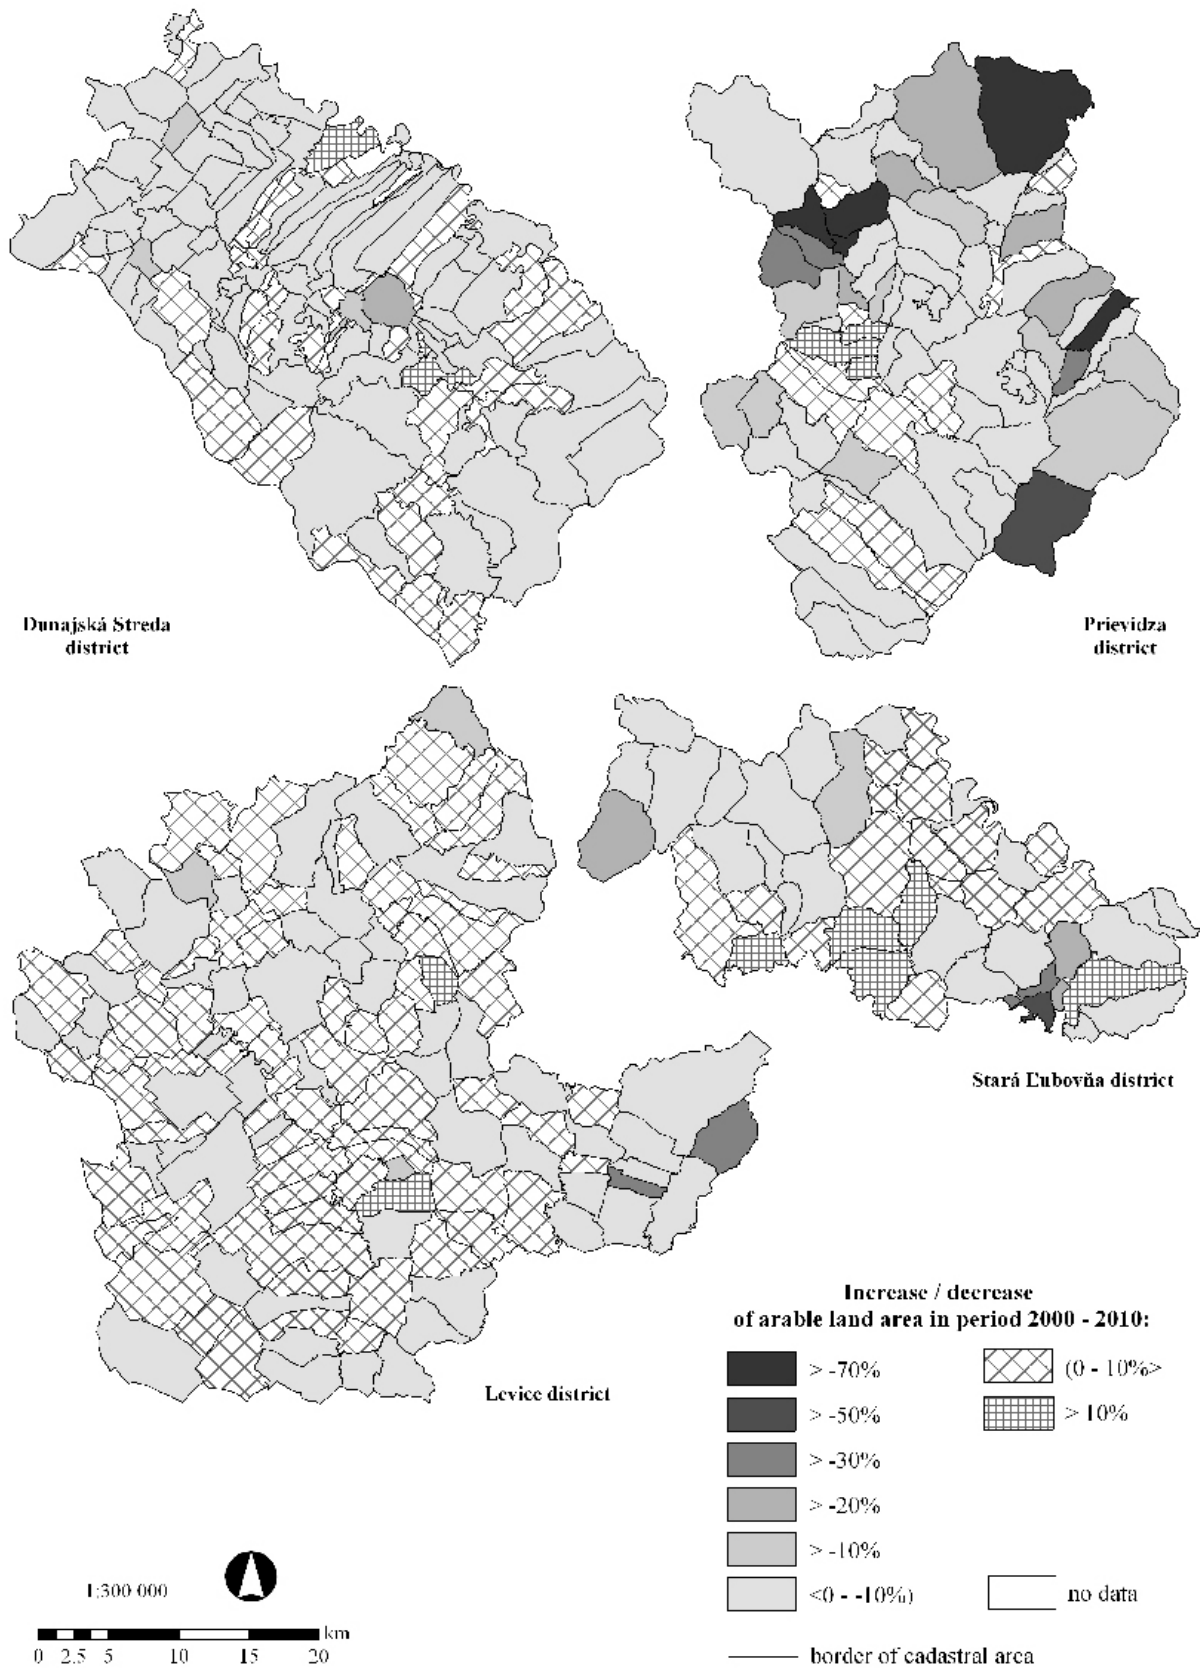 Dunajská Streda
district
Prievidza
district
Stará Ľubovňa district
Levice district
Increase / decrease
of arable land area in period 2000 - 2010:
> -70%
> -50%
> -30%
> -20%
> -10%
<0 - -10%)
(0 - 10%>
> 10%
no data
border of cadastral area
1:300 000
km
0 2.5 5 10 15 20